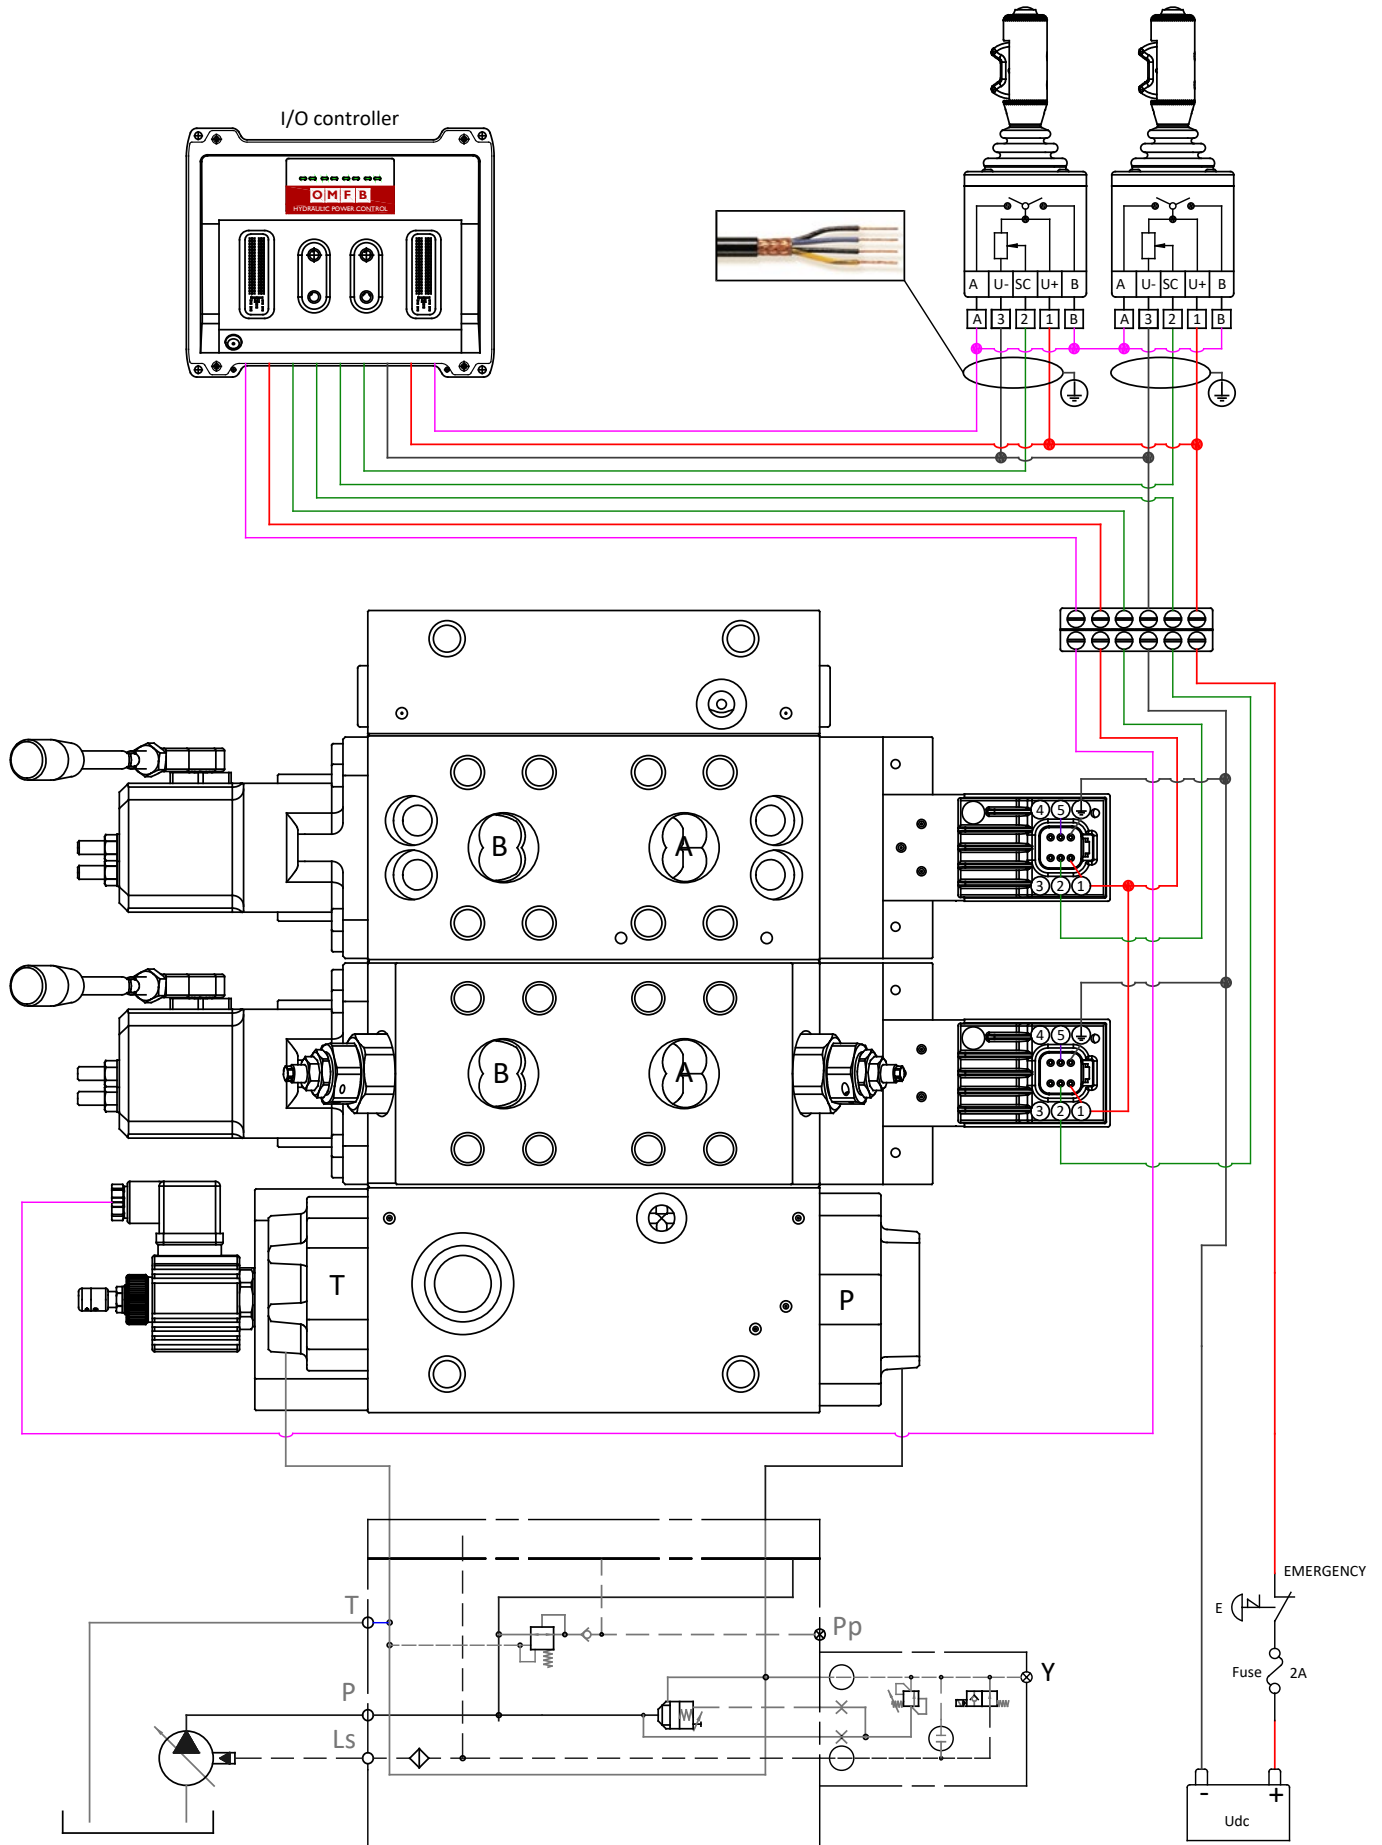 I/O controller
OMFB
HYDRAULIC POWER CONTROL
A U- SC U+ B
A U- SC U+ B
A 3 2 1 B
A 3 2 1 B
4 5
B A
3 2 1
4 5
B A
3 2 1
T P
EMERGENCY
E
T
Pp
Fuse 2A
Y
P
Ls
- +
Udc